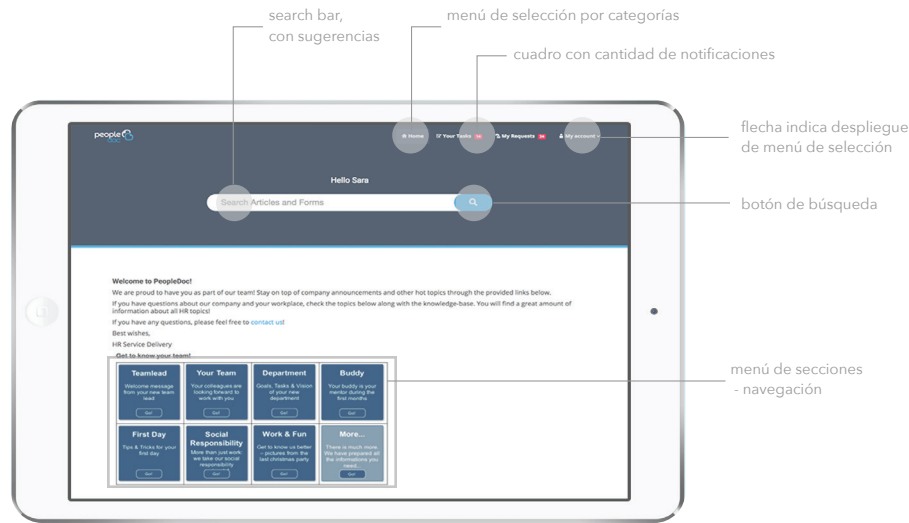 search bar,
con sugerencias
menú de selección por categorías
cuadro con cantidad de notificaciones
flecha indica despliegue
de menú de selección
people
doc
Home Your Tasks My Requests My account
Hello Sara
Search Articles and Forms
botón de búsqueda
Welcome to PeopleDoc!
We are proud to have you as part of our team! Stay on top of company announcements and other hot topics through the provided links below.
If you have questions about our company and your workplace, check the topics below along with the knowledge-base. You will find a great amount of
information about all HR topics!
If you have any questions, please feel free to contact us!
Best wishes,
HR Service Delivery
Get to know your team!
menú de secciones
- navegación
Teamlead
Welcome message
from your new team
lead
Go!
Your Team
Your colleagues are
looking forward to
work with you
Go!
Department
Goals, Tasks & Vision
of your new
department
Go!
Buddy
Your buddy is your
mentor during the
first months
Go!
First Day
Tips & Tricks for your
first day
Go!
Social
Responsibility
More than just work:
we take our social
responsibility
Go!
Work & Fun
Get to know us better
– pictures from the
last christmas party
Go!
More...
There is much more.
We have prepared all
the informations you
need...
Go!